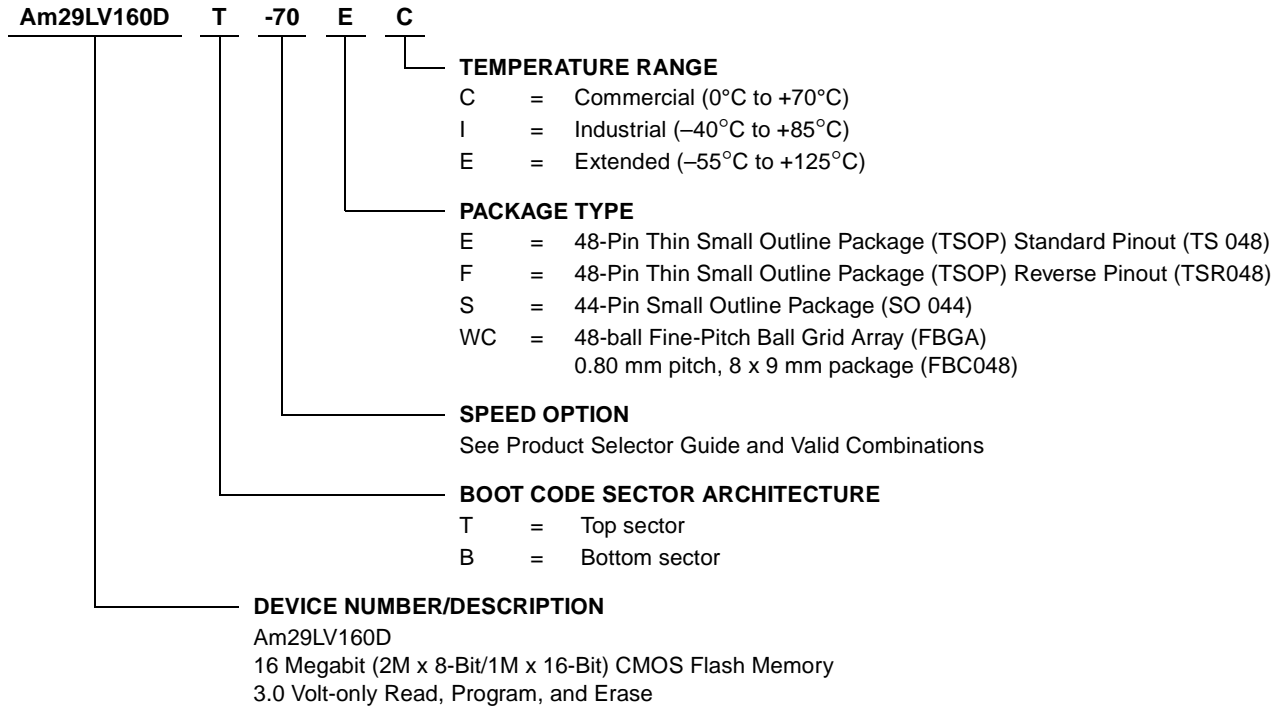 Am29LV160D T -70 E C
TEMPERATURE RANGE
C = Commercial (0°C to +70°C)
I = Industrial (–40°C to +85°C)
E = Extended (–55°C to +125°C)
PACKAGE TYPE
E = 48-Pin Thin Small Outline Package (TSOP) Standard Pinout (TS 048)
F = 48-Pin Thin Small Outline Package (TSOP) Reverse Pinout (TSR048)
S = 44-Pin Small Outline Package (SO 044)
WC = 48-ball Fine-Pitch Ball Grid Array (FBGA)
0.80 mm pitch, 8 x 9 mm package (FBC048)
SPEED OPTION
See Product Selector Guide and Valid Combinations
BOOT CODE SECTOR ARCHITECTURE
T = Top sector
B = Bottom sector
DEVICE NUMBER/DESCRIPTION
Am29LV160D
16 Megabit (2M x 8-Bit/1M x 16-Bit) CMOS Flash Memory
3.0 Volt-only Read, Program, and Erase